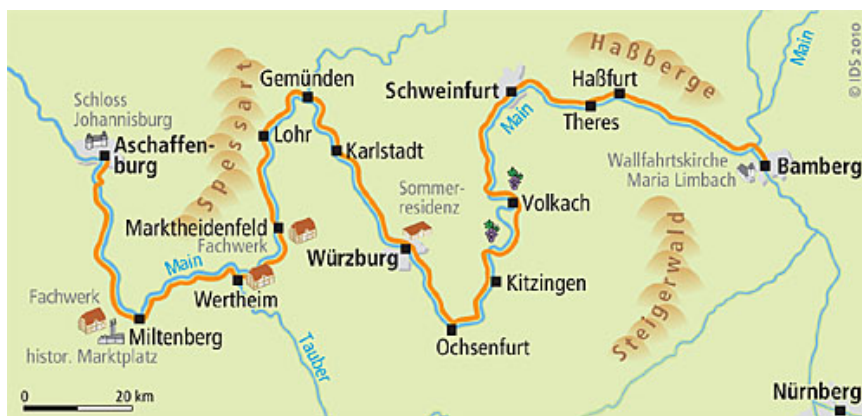 Main
© IDS 2010
Haßberge
Gemünden
Schweinfurt
Haßfurt
Main
Theres
Schloss
Johannisburg
Aschaffen-
burg
Spessart
Lohr
Karlstadt
Wallfahrtskirche
Maria Limbach
Bamberg
Sommer-
residenz
Volkach
Marktheidenfeld
Fachwerk
Würzburg
Steigerwald
Main
Wertheim
Kitzingen
Fachwerk
Miltenberg
histor. Marktplatz
Tauber
Ochsenfurt
Nürnberg
0 20 km